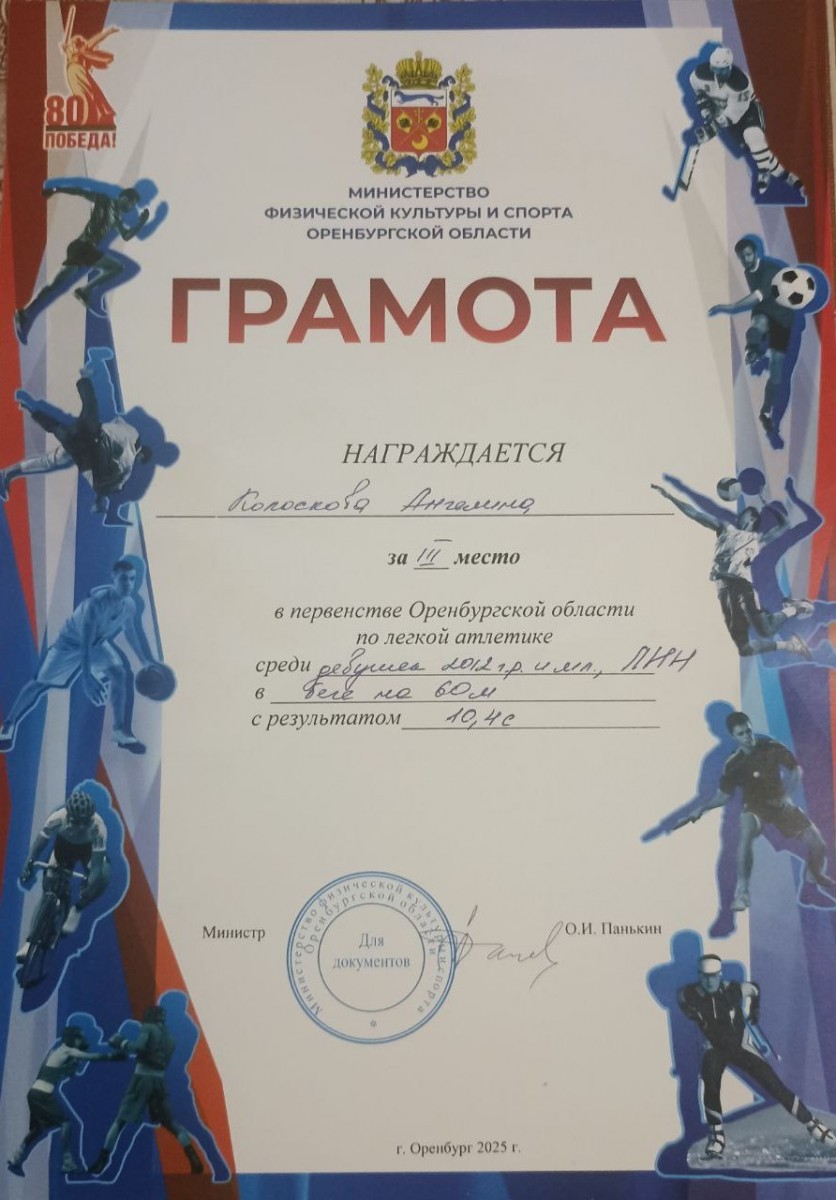 80
ПОБЕДА!
МИНИСТЕРСТВО
ФИЗИЧЕСКОЙ КУЛЬТУРЫ И СПОРТА
ОРЕНБУРГСКОЙ ОБЛАСТИ
ГРАМОТА
НАГРАЖДАЕТСЯ
Колоскова Ангелина
за III место
в первенстве Оренбургской области
по легкой атлетике
среди девушек 2012 г.р. и мл., ПНИ
в беге на 60м
с результатом 10,4с
Министр
Министерство физической культуры и спорта
Оренбургской области
Для
документов
О.И. Панькин
г. Оренбург 2025 г.